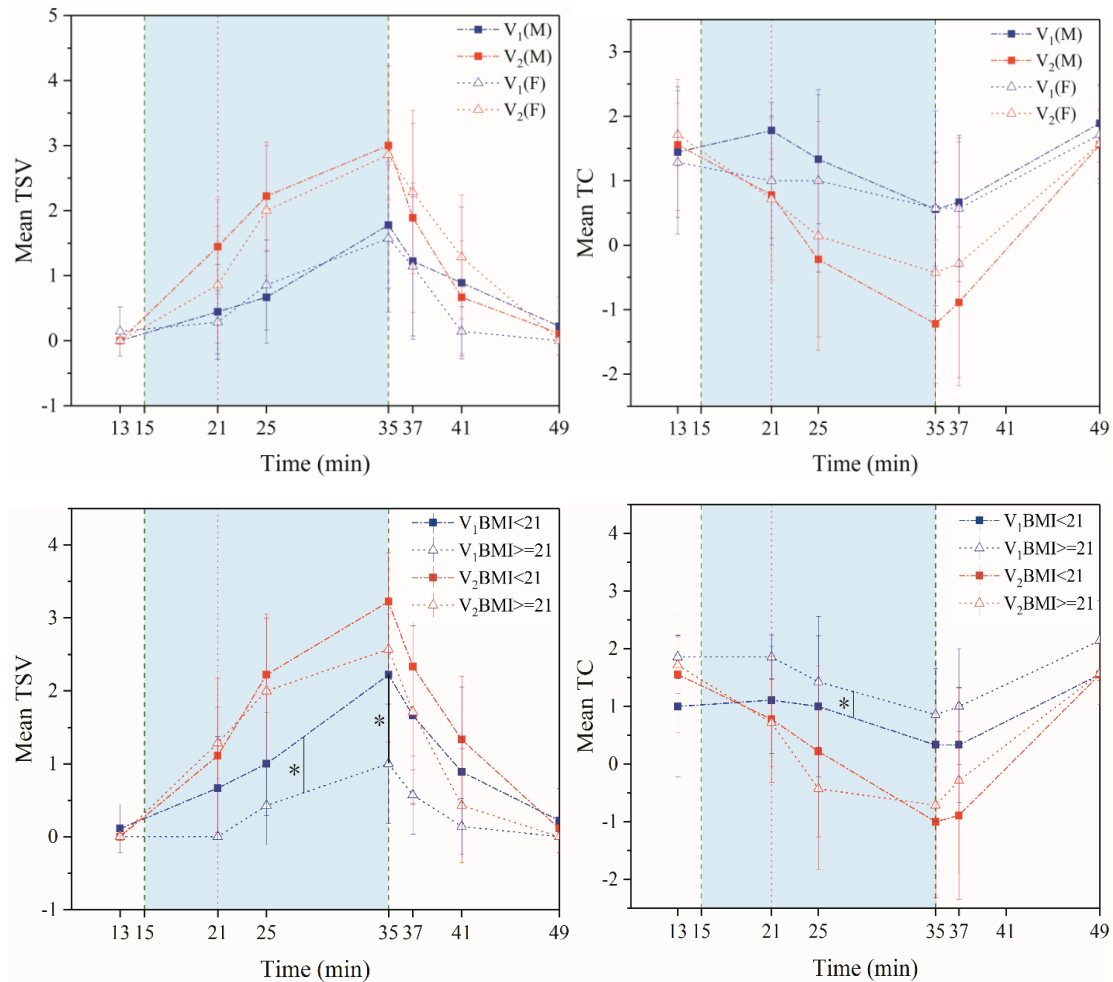 5
4
3
2
1
0
-1
Mean TSV
V₁(M)
V₂(M)
V₁(F)
V₂(F)
13 15 21 25 35 37 41 49
Time (min)
3
2
1
0
-1
-2
Mean TC
V₁(M)
V₂(M)
V₁(F)
V₂(F)
13 15 21 25 35 37 41 49
Time (min)
4
3
2
1
0
-1
Mean TSV
V₁BMI<21
V₁BMI>=21
V₂BMI<21
V₂BMI>=21
*
*
13 15 21 25 35 37 41 49
Time (min)
4
3
2
1
0
-1
-2
Mean TC
V₁BMI<21
V₁BMI>=21
V₂BMI<21
V₂BMI>=21
*
13 15 21 25 35 37 41 49
Time (min)